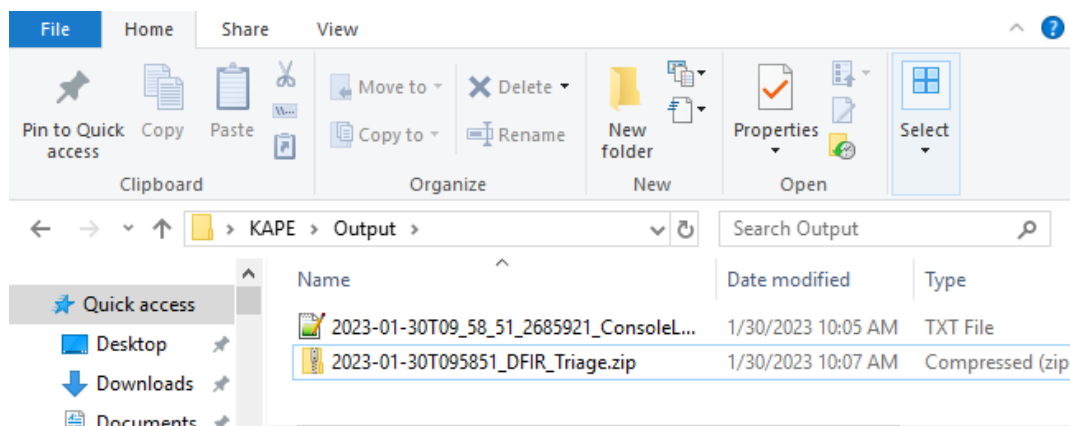 File Home Share View
Pin to Quick access
Copy
Paste
Move to
Copy to
Delete
Rename
New folder
Properties
Select
Clipboard Organize New Open
KAPE > Output >
Search Output
Name Date modified Type
Quick access
2023-01-30T09_58_51_2685921_ConsoleL... 1/30/2023 10:05 AM TXT File
Desktop
2023-01-30T095851_DFIR_Triage.zip 1/30/2023 10:07 AM Compressed (zip
Downloads
Documents